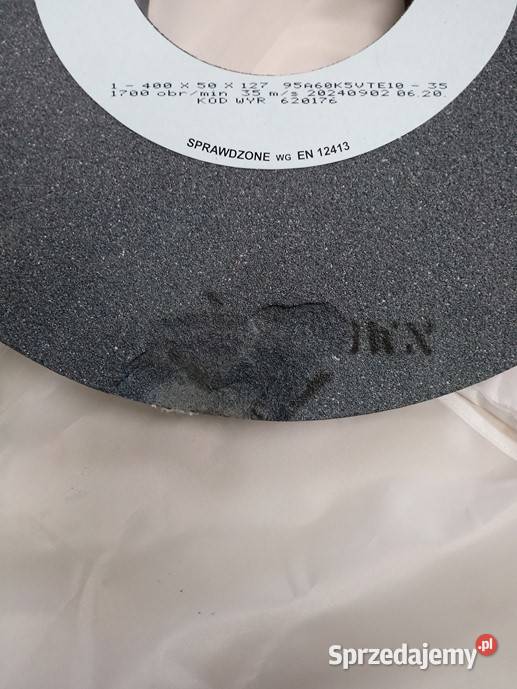 1 - 400 X 50 X 127 95A60K5VTE10 - 35
1700 obr/min 35 m/s 20240902 06.20.
KOD WYR 620176
SPRAWDZONE WG EN 12413
Sprzedajemy.pl